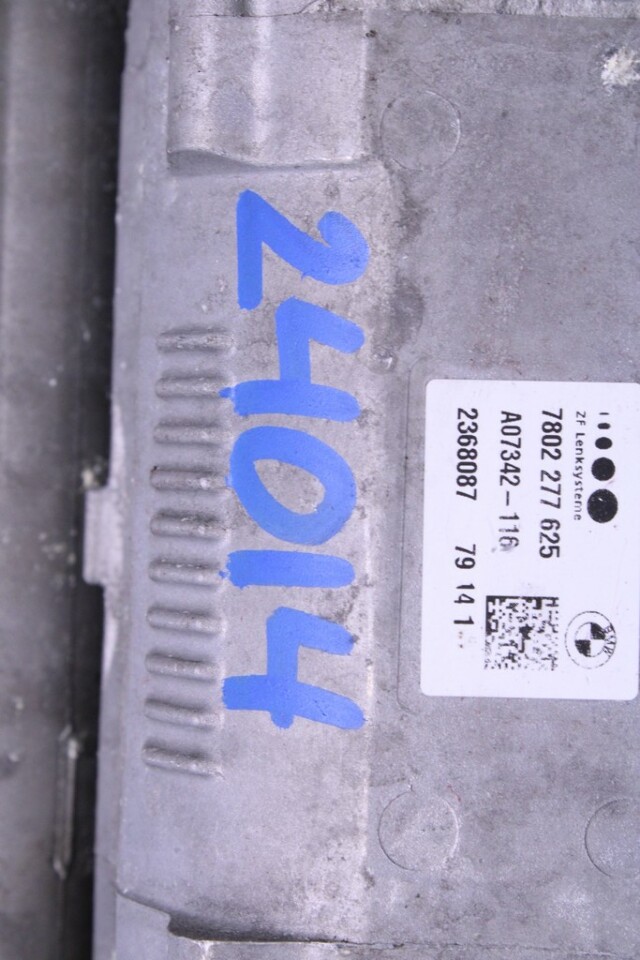 24014
ZF Lenksysteme
7802 277 625
A07342-116
2368087 79 14 1